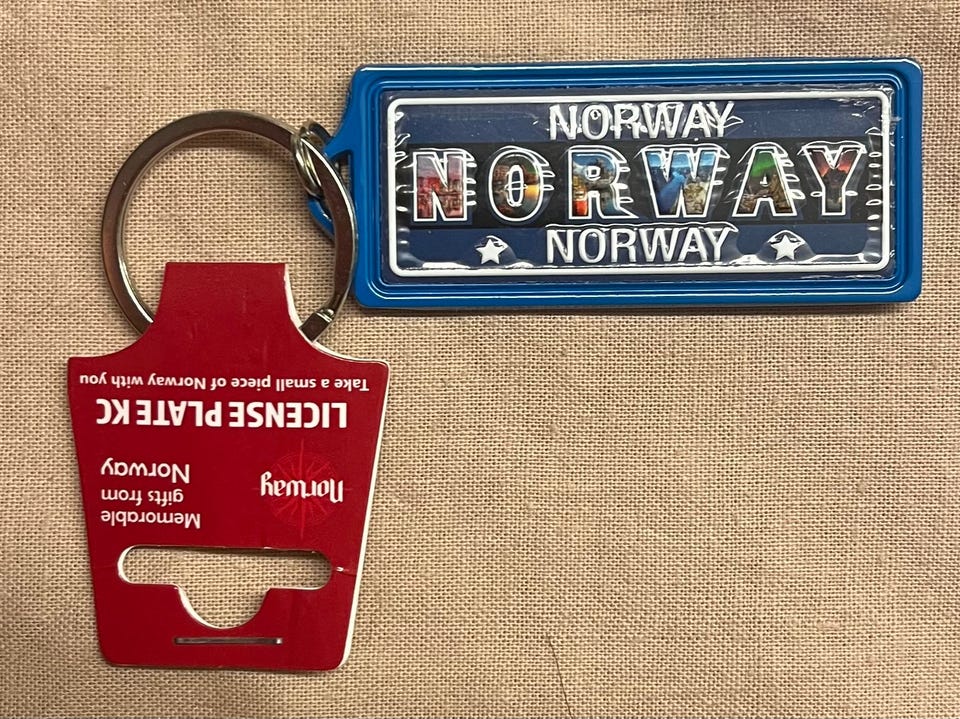 NORWAY
NORWAY
NORWAY
Memorable
gifts from
Norway
Norway
LICENSE PLATE KC
Take a small piece of Norway with you